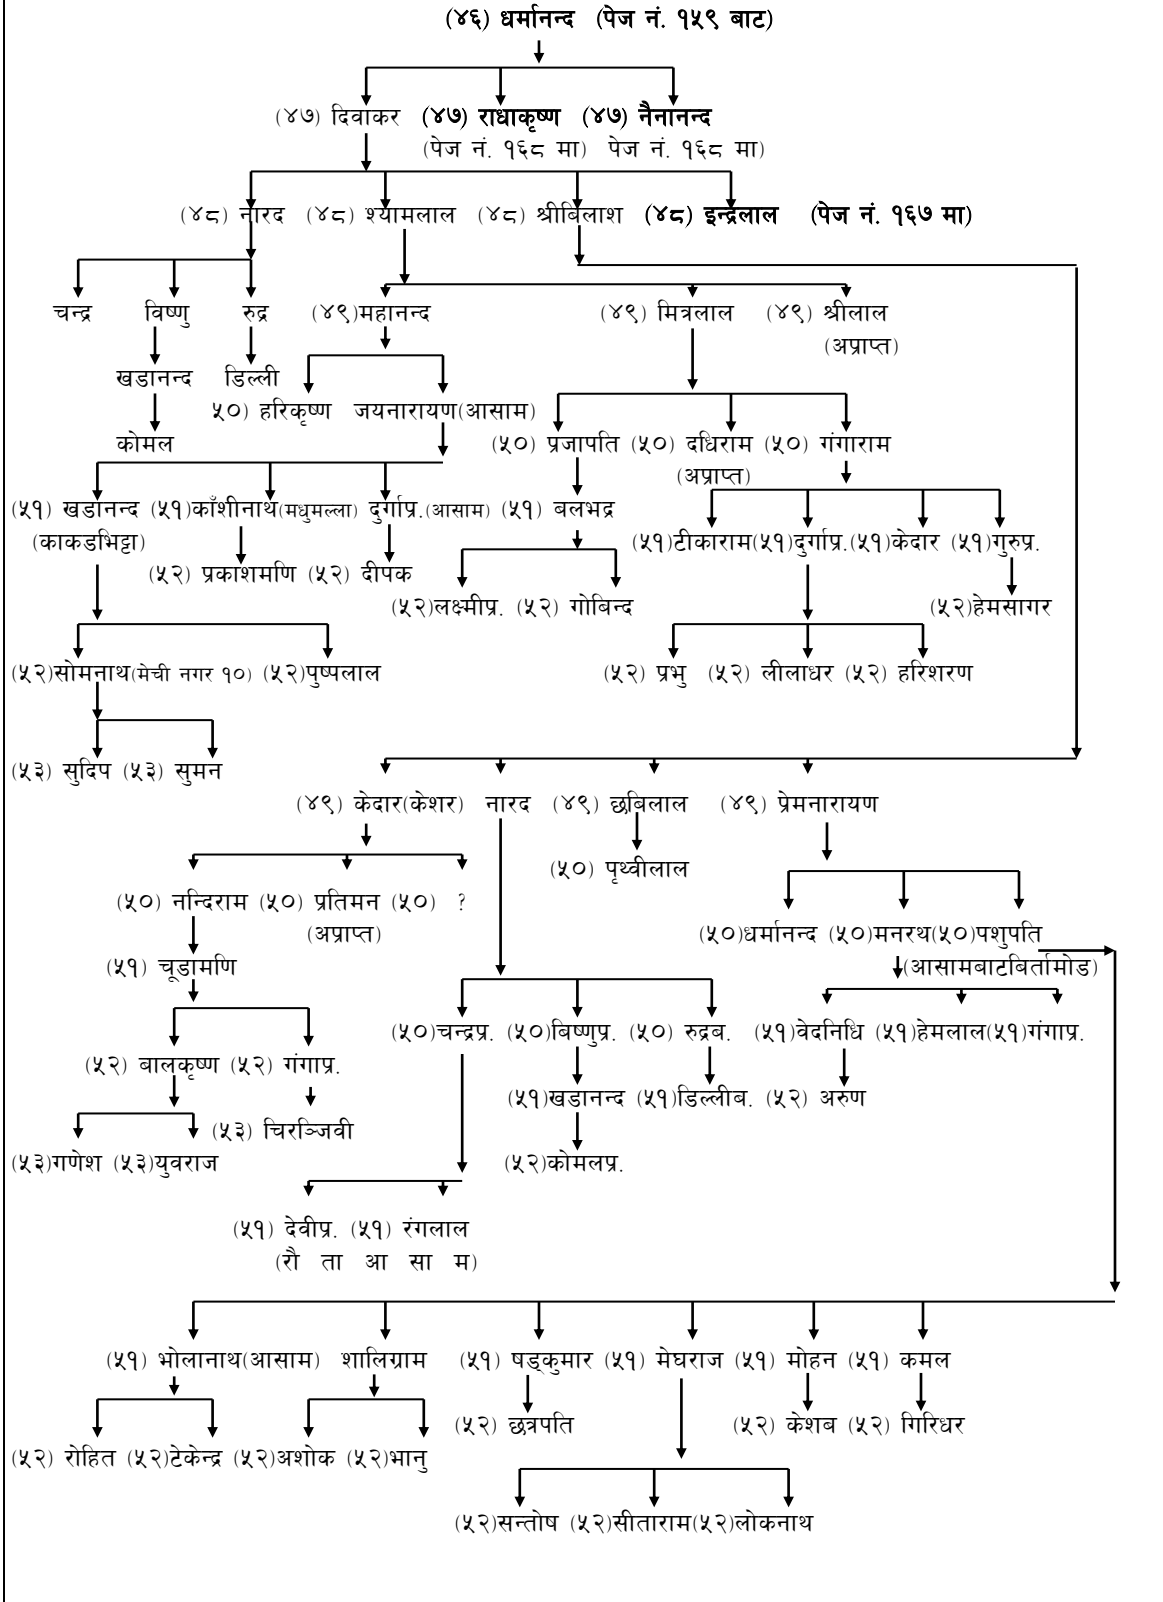 (४६) धर्मानन्द (पेज नं. १५९ बाट)
(४७) दिवाकर (४७) राधाकृष्ण (४७) नैनानन्द
(पेज नं. १६८ मा) पेज नं. १६८ मा)
(४८) नारद (४८) श्यामलाल (४८) श्रीबिलाश (४८) इन्द्रलाल (पेज नं. १६७ मा)
चन्द्र विष्णु रुद्र (४९)महानन्द (४९) मित्रलाल (४९) श्रीलाल
(अप्राप्त)
खडानन्द डिल्ली
५०) हरिकृष्ण जयनारायण(आसाम)
कोमल (५०) प्रजापति (५०) दधिराम (५०) गंगाराम
(अप्राप्त)
(५१) खडानन्द (५१)काँशीनाथ(मधुमल्ला) दुर्गाप्र.(आसाम) (५१) बलभद्र
(काकडभिट्टा) (५१)टीकाराम(५१)दुर्गाप्र.(५१)केदार (५१)गुरुप्र.
(५२) प्रकाशमणि (५२) दीपक
(५२)लक्ष्मीप्र. (५२) गोबिन्द (५२)हेमसागर
(५२)सोमनाथ(मेची नगर १०) (५२)पुष्पलाल (५२) प्रभु (५२) लीलाधर (५२) हरिशरण
(५३) सुदिप (५३) सुमन
(४९) केदार(केशर) नारद (४९) छबिलाल (४९) प्रेमनारायण
(५०) पृथ्वीलाल
(५०) नन्दिराम (५०) प्रतिमन (५०) ?
(अप्राप्त) (५०)धर्मानन्द (५०)मनरथ(५०)पशुपति
(५१) चूडामणि (आसामबाटबिर्तामोड)
(५०)चन्द्रप्र. (५०)बिष्णुप्र. (५०) रुद्रब. (५१)वेदनिधि (५१)हेमलाल(५१)गंगाप्र.
(५२) बालकृष्ण (५२) गंगाप्र.
(५१)खडानन्द (५१)डिल्लीब. (५२) अरुण
(५३) चिरञ्जिवी
(५३)गणेश (५३)युवराज (५२)कोमलप्र.
(५१) देवीप्र. (५१) रंगलाल
(रौ ता आ सा म)
(५१) भोलानाथ(आसाम) शालिग्राम (५१) षड्कुमार (५१) मेघराज (५१) मोहन (५१) कमल
(५२) छत्रपति (५२) केशब (५२) गिरिधर
(५२) रोहित (५२)टेकेन्द्र (५२)अशोक (५२)भानु
(५२)सन्तोष (५२)सीताराम(५२)लोकनाथ